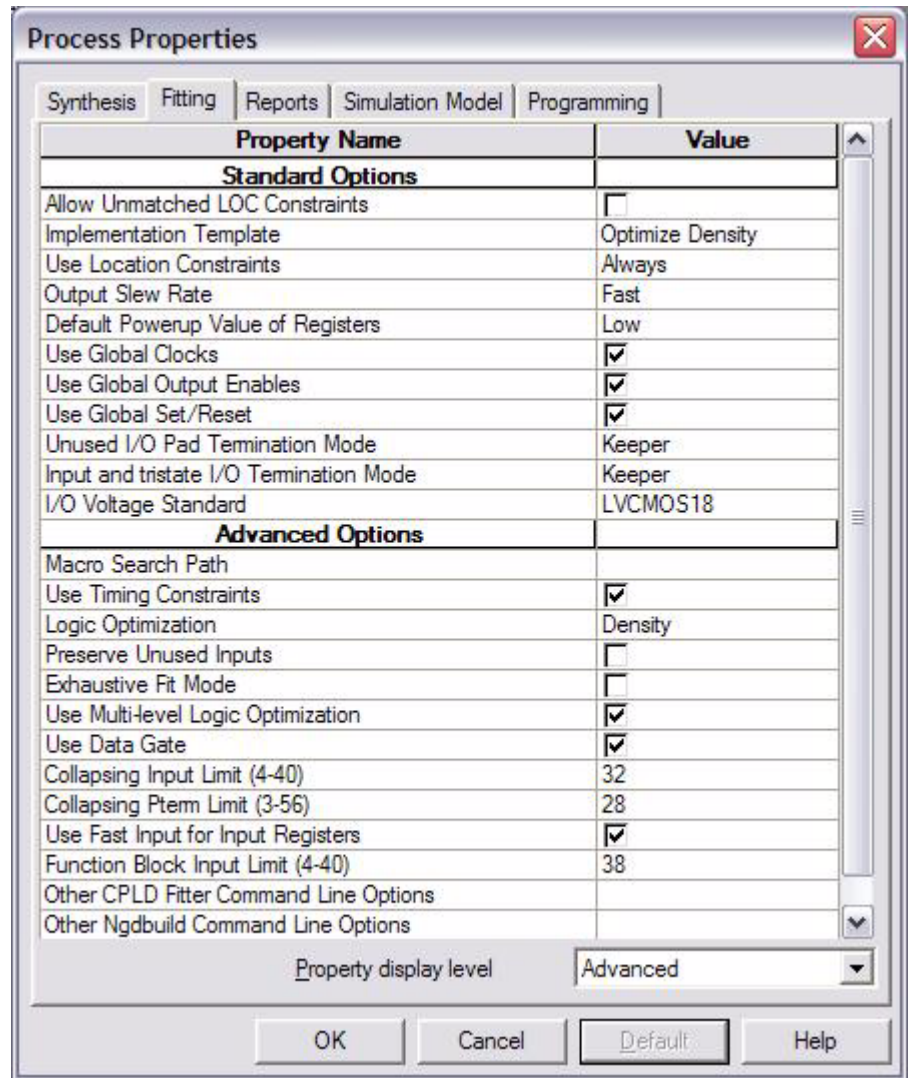 Process Properties
Synthesis Fitting Reports Simulation Model Programming
Property Name Value
Standard Options
Allow Unmatched LOC Constraints
Implementation Template Optimize Density
Use Location Constraints Always
Output Slew Rate Fast
Default Powerup Value of Registers Low
Use Global Clocks
Use Global Output Enables
Use Global Set/Reset
Unused I/O Pad Termination Mode Keeper
Input and tristate I/O Termination Mode Keeper
I/O Voltage Standard LVCMOS18
Advanced Options
Macro Search Path
Use Timing Constraints
Logic Optimization Density
Preserve Unused Inputs
Exhaustive Fit Mode
Use Multi-level Logic Optimization
Use Data Gate
Collapsing Input Limit (4-40) 32
Collapsing Pterm Limit (3-56) 28
Use Fast Input for Input Registers
Function Block Input Limit (4-40) 38
Other CPLD Fitter Command Line Options
Other Ngdbuild Command Line Options
Property display level Advanced
OK Cancel Default Help